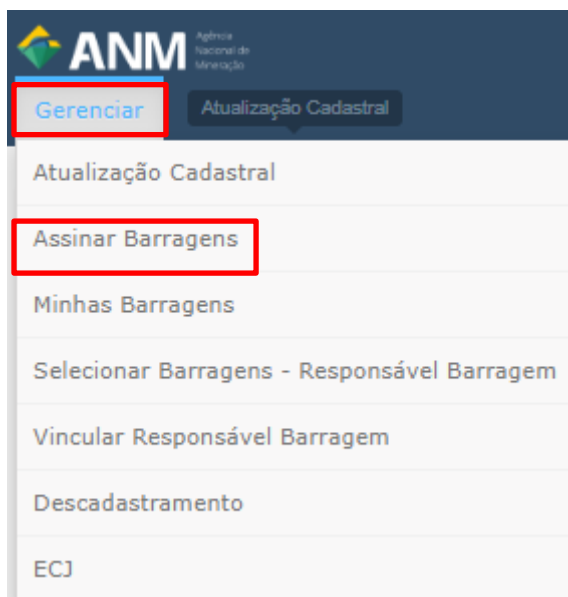 ANM
Agência
Nacional de
Mineração
Gerenciar
Atualização Cadastral
Atualização Cadastral
Assinar Barragens
Minhas Barragens
Selecionar Barragens - Responsável Barragem
Vincular Responsável Barragem
Descadastramento
ECJ